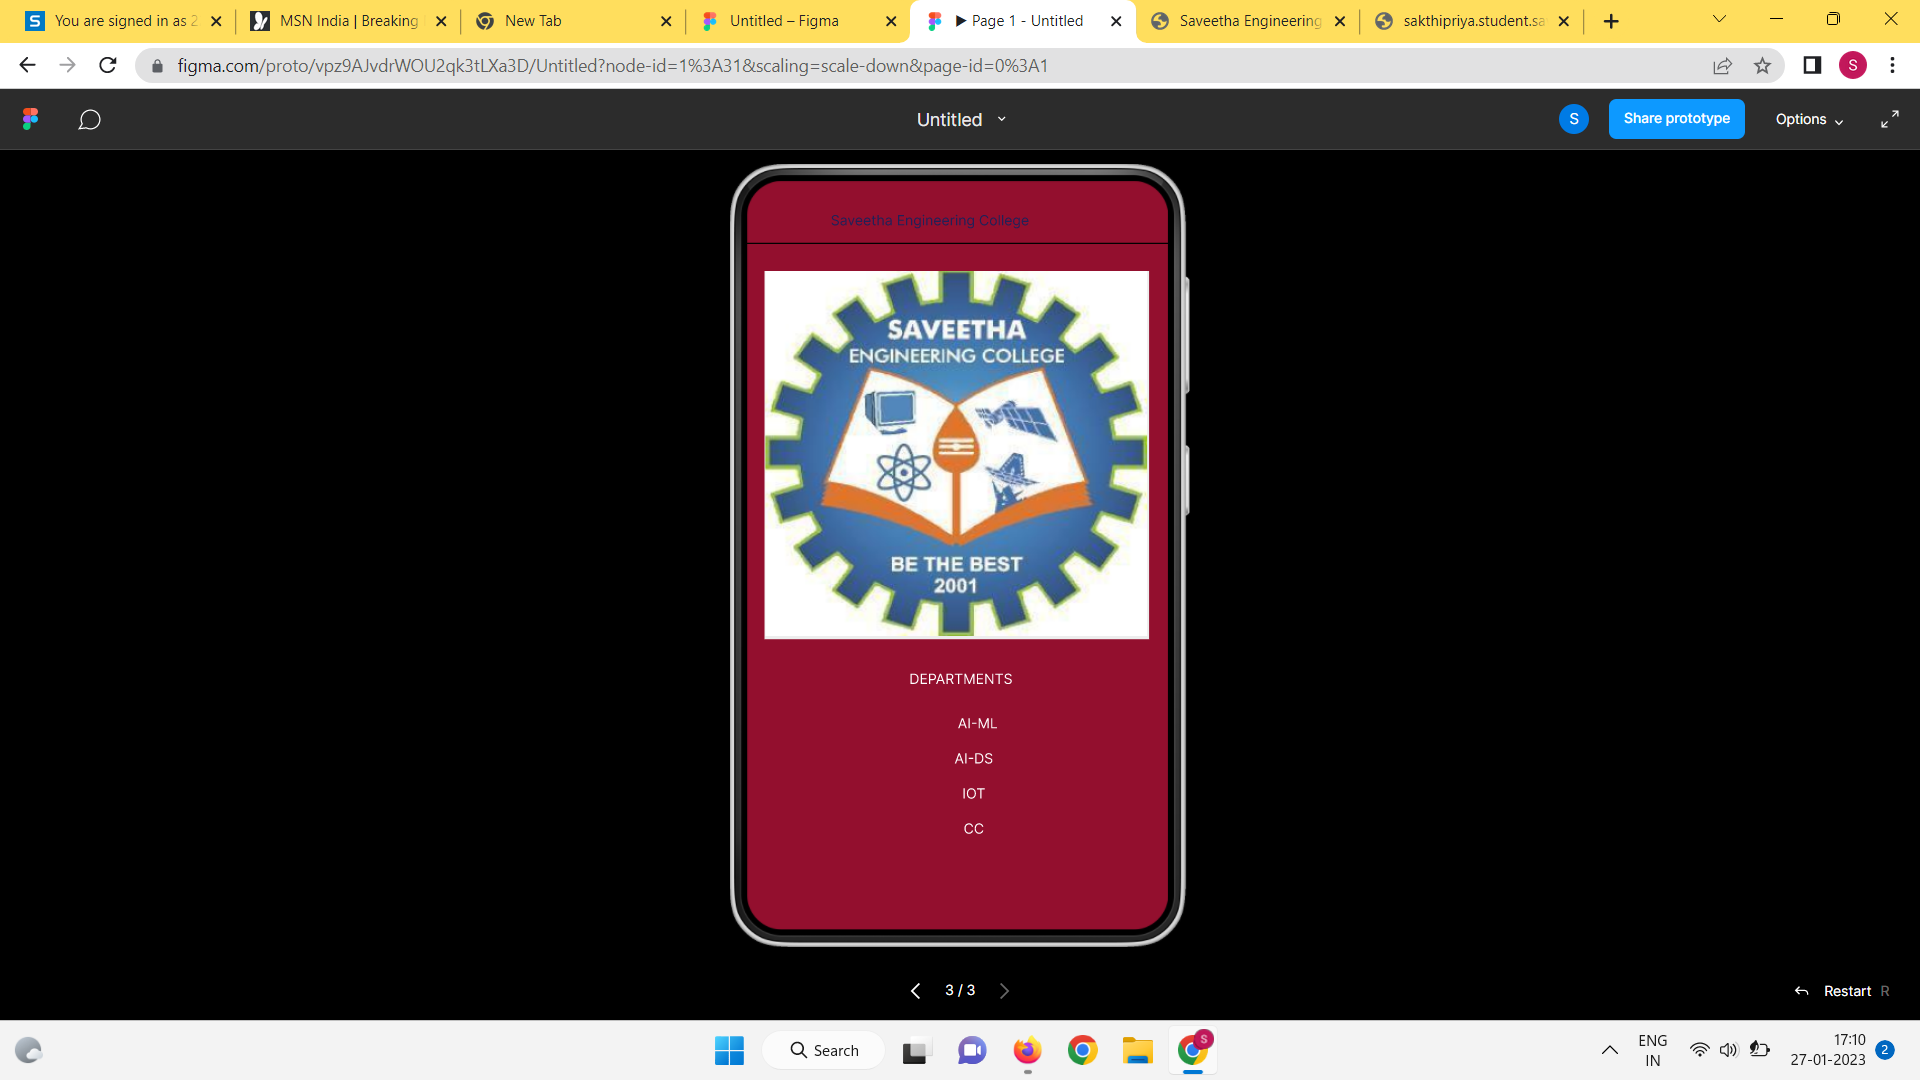 You are signed in as 2
MSN India | Breaking
New Tab
Untitled – Figma
▶ Page 1 - Untitled
Saveetha Engineering
sakthipriya.student.sa
figma.com/proto/vpz9AJvdrWOU2qk3tLXa3D/Untitled?node-id=1%3A31&scaling=scale-down&page-id=0%3A1
S
Untitled
S
Share prototype
Options
Saveetha Engineering College
SAVEETHA
ENGINEERING COLLEGE
BE THE BEST
2001
DEPARTMENTS
AI-ML
AI-DS
IOT
CC
3 / 3
Restart R
Search
S
ENG
IN
17:10
27-01-2023
2